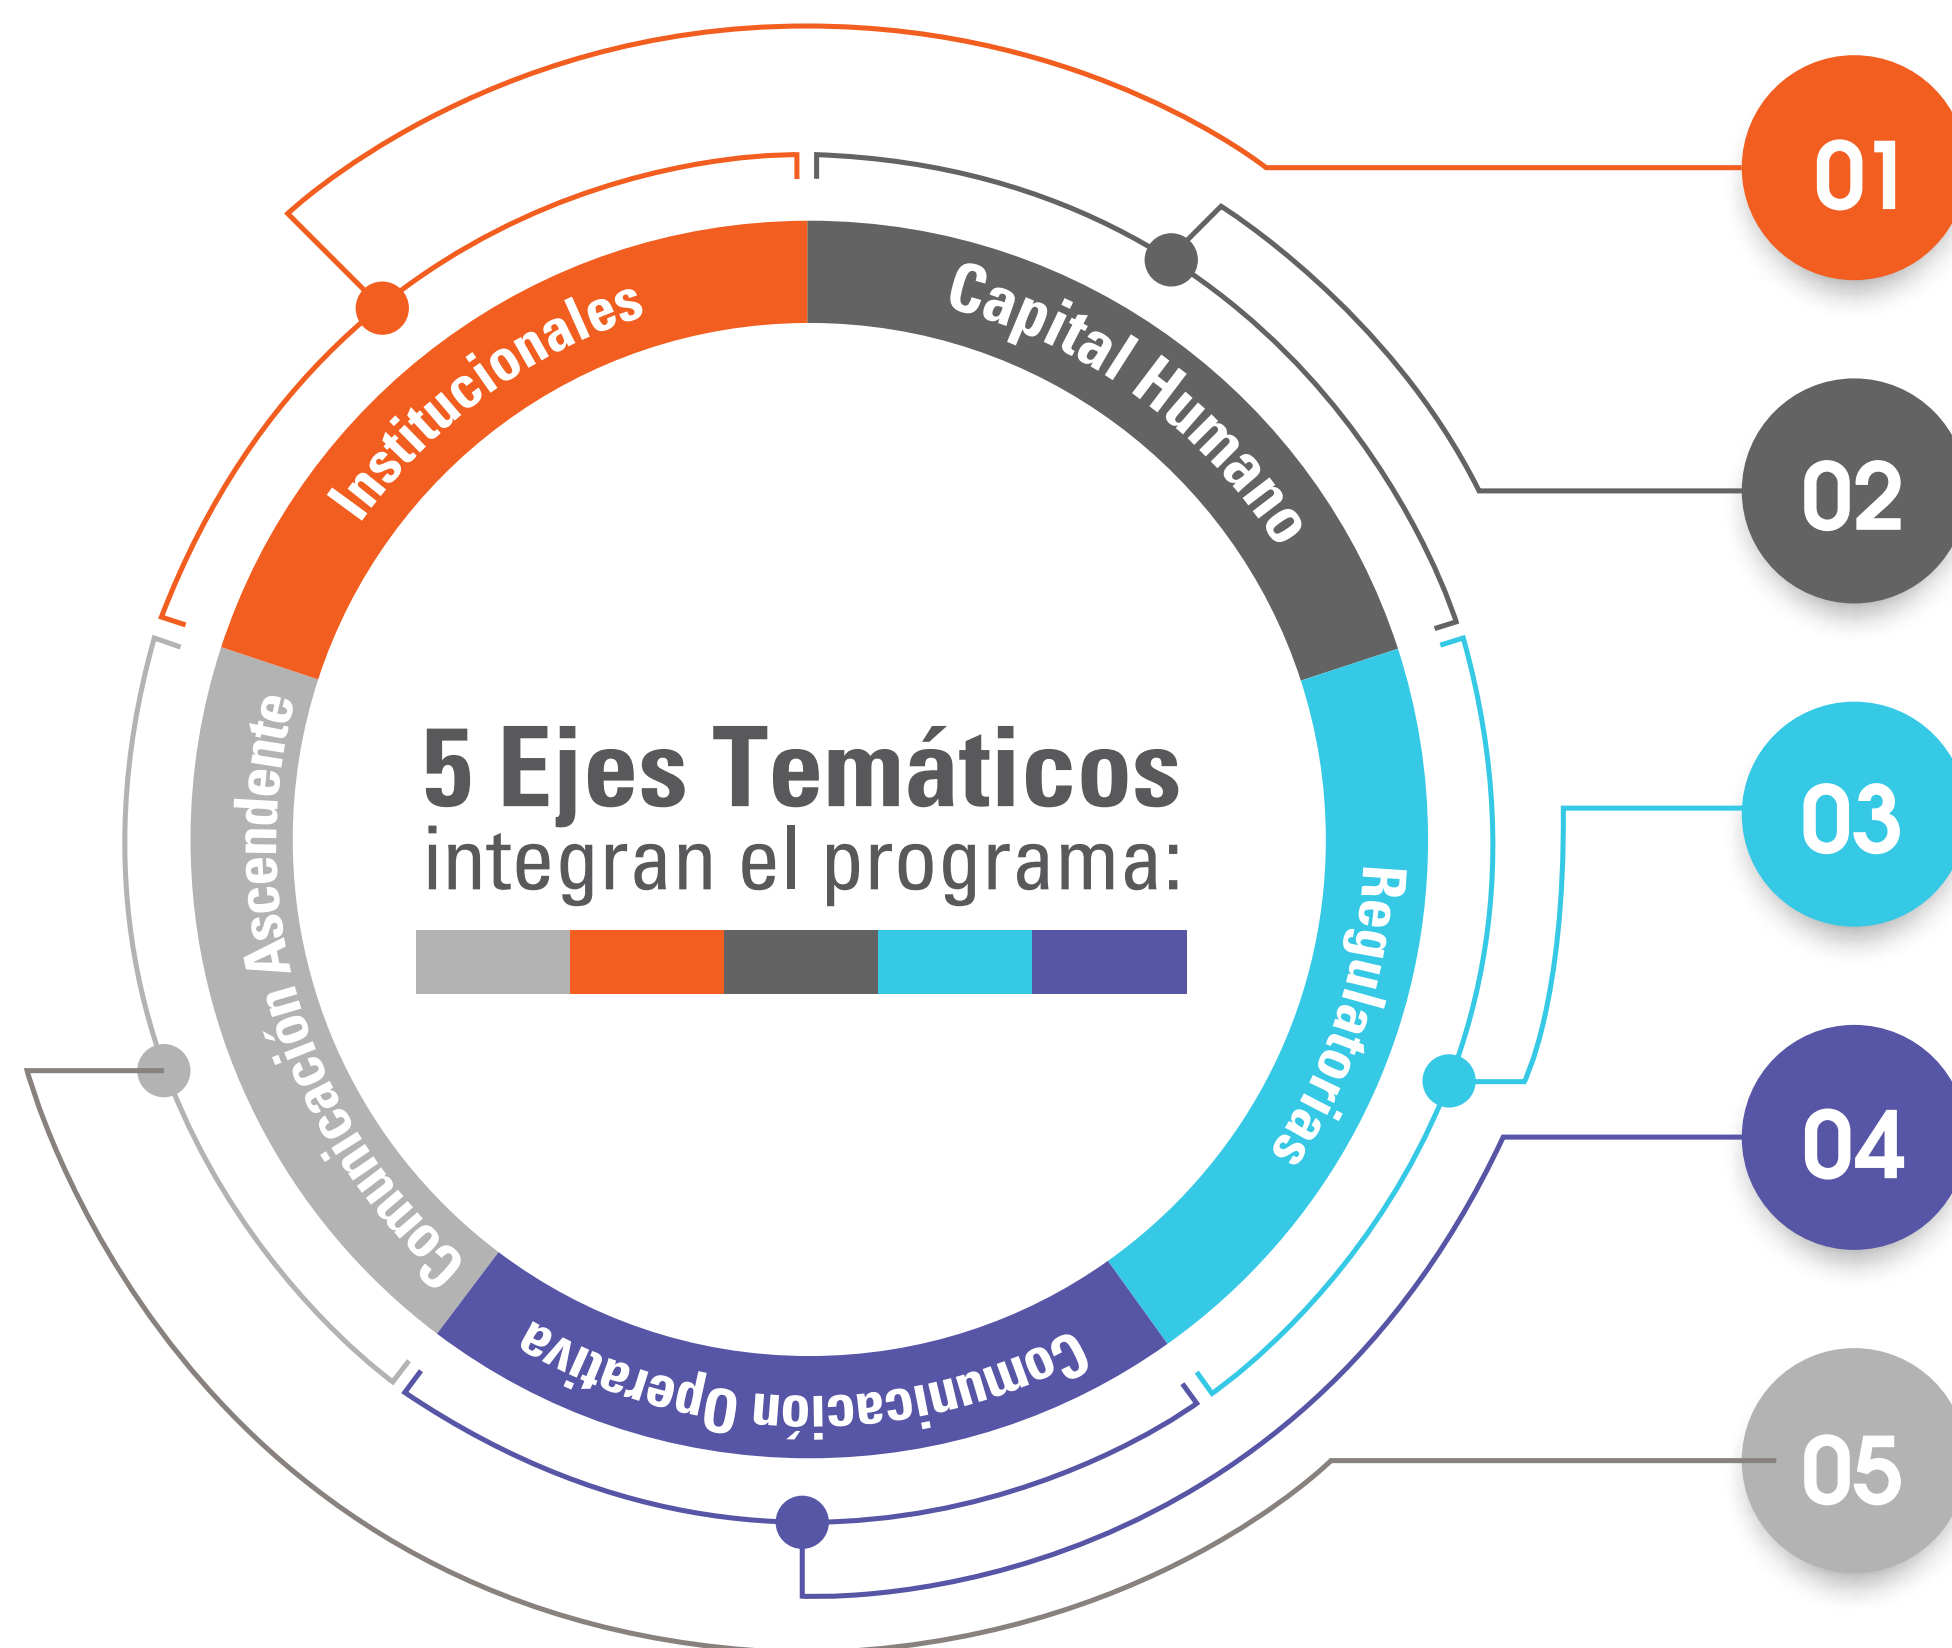 5 Ejes Temáticos
integran el programa:
Institucionales
Capital Humano
Regulatorias
Comunicación Operativa
Comunicación Ascendente
01
02
03
04
05